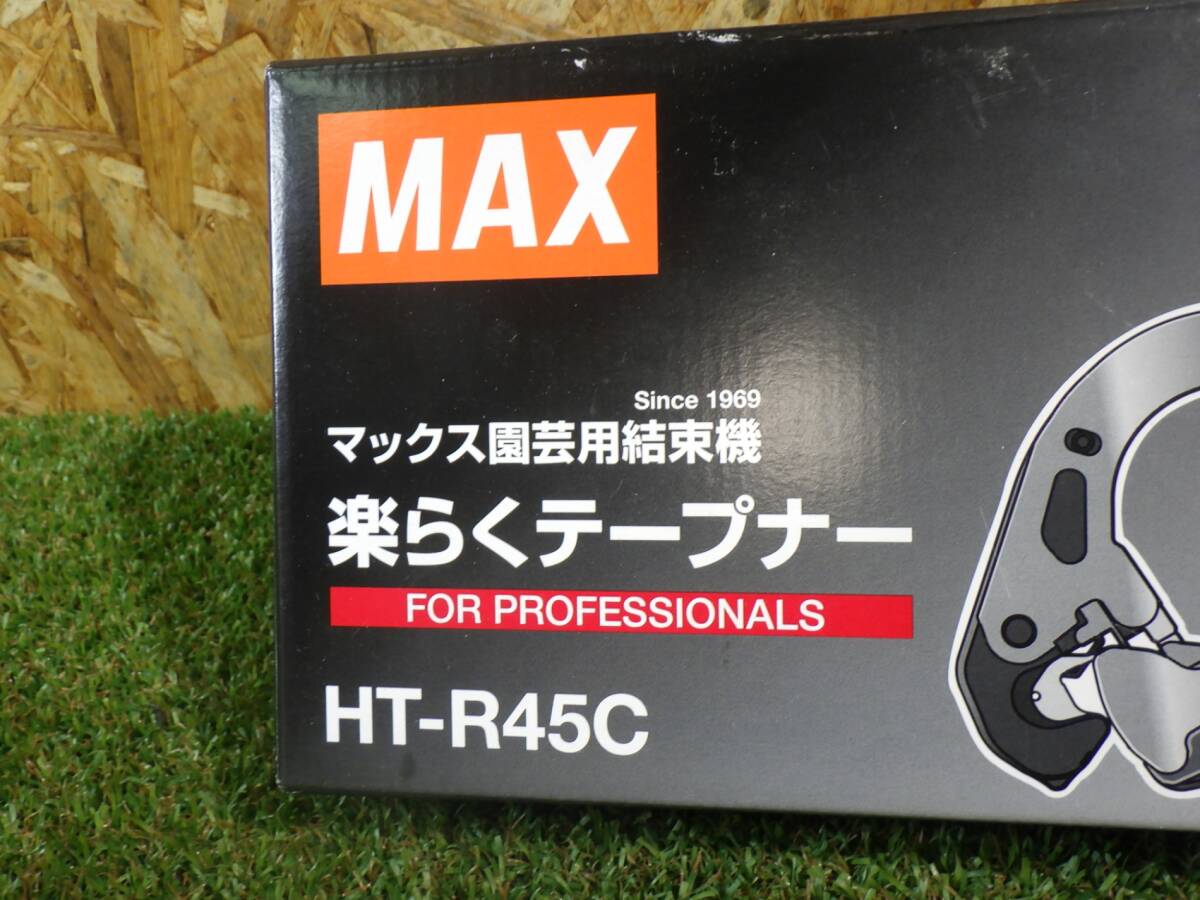 MAX
Since 1969
マックス園芸用結束機
楽らくテープナー
FOR PROFESSIONALS
HT-R45C